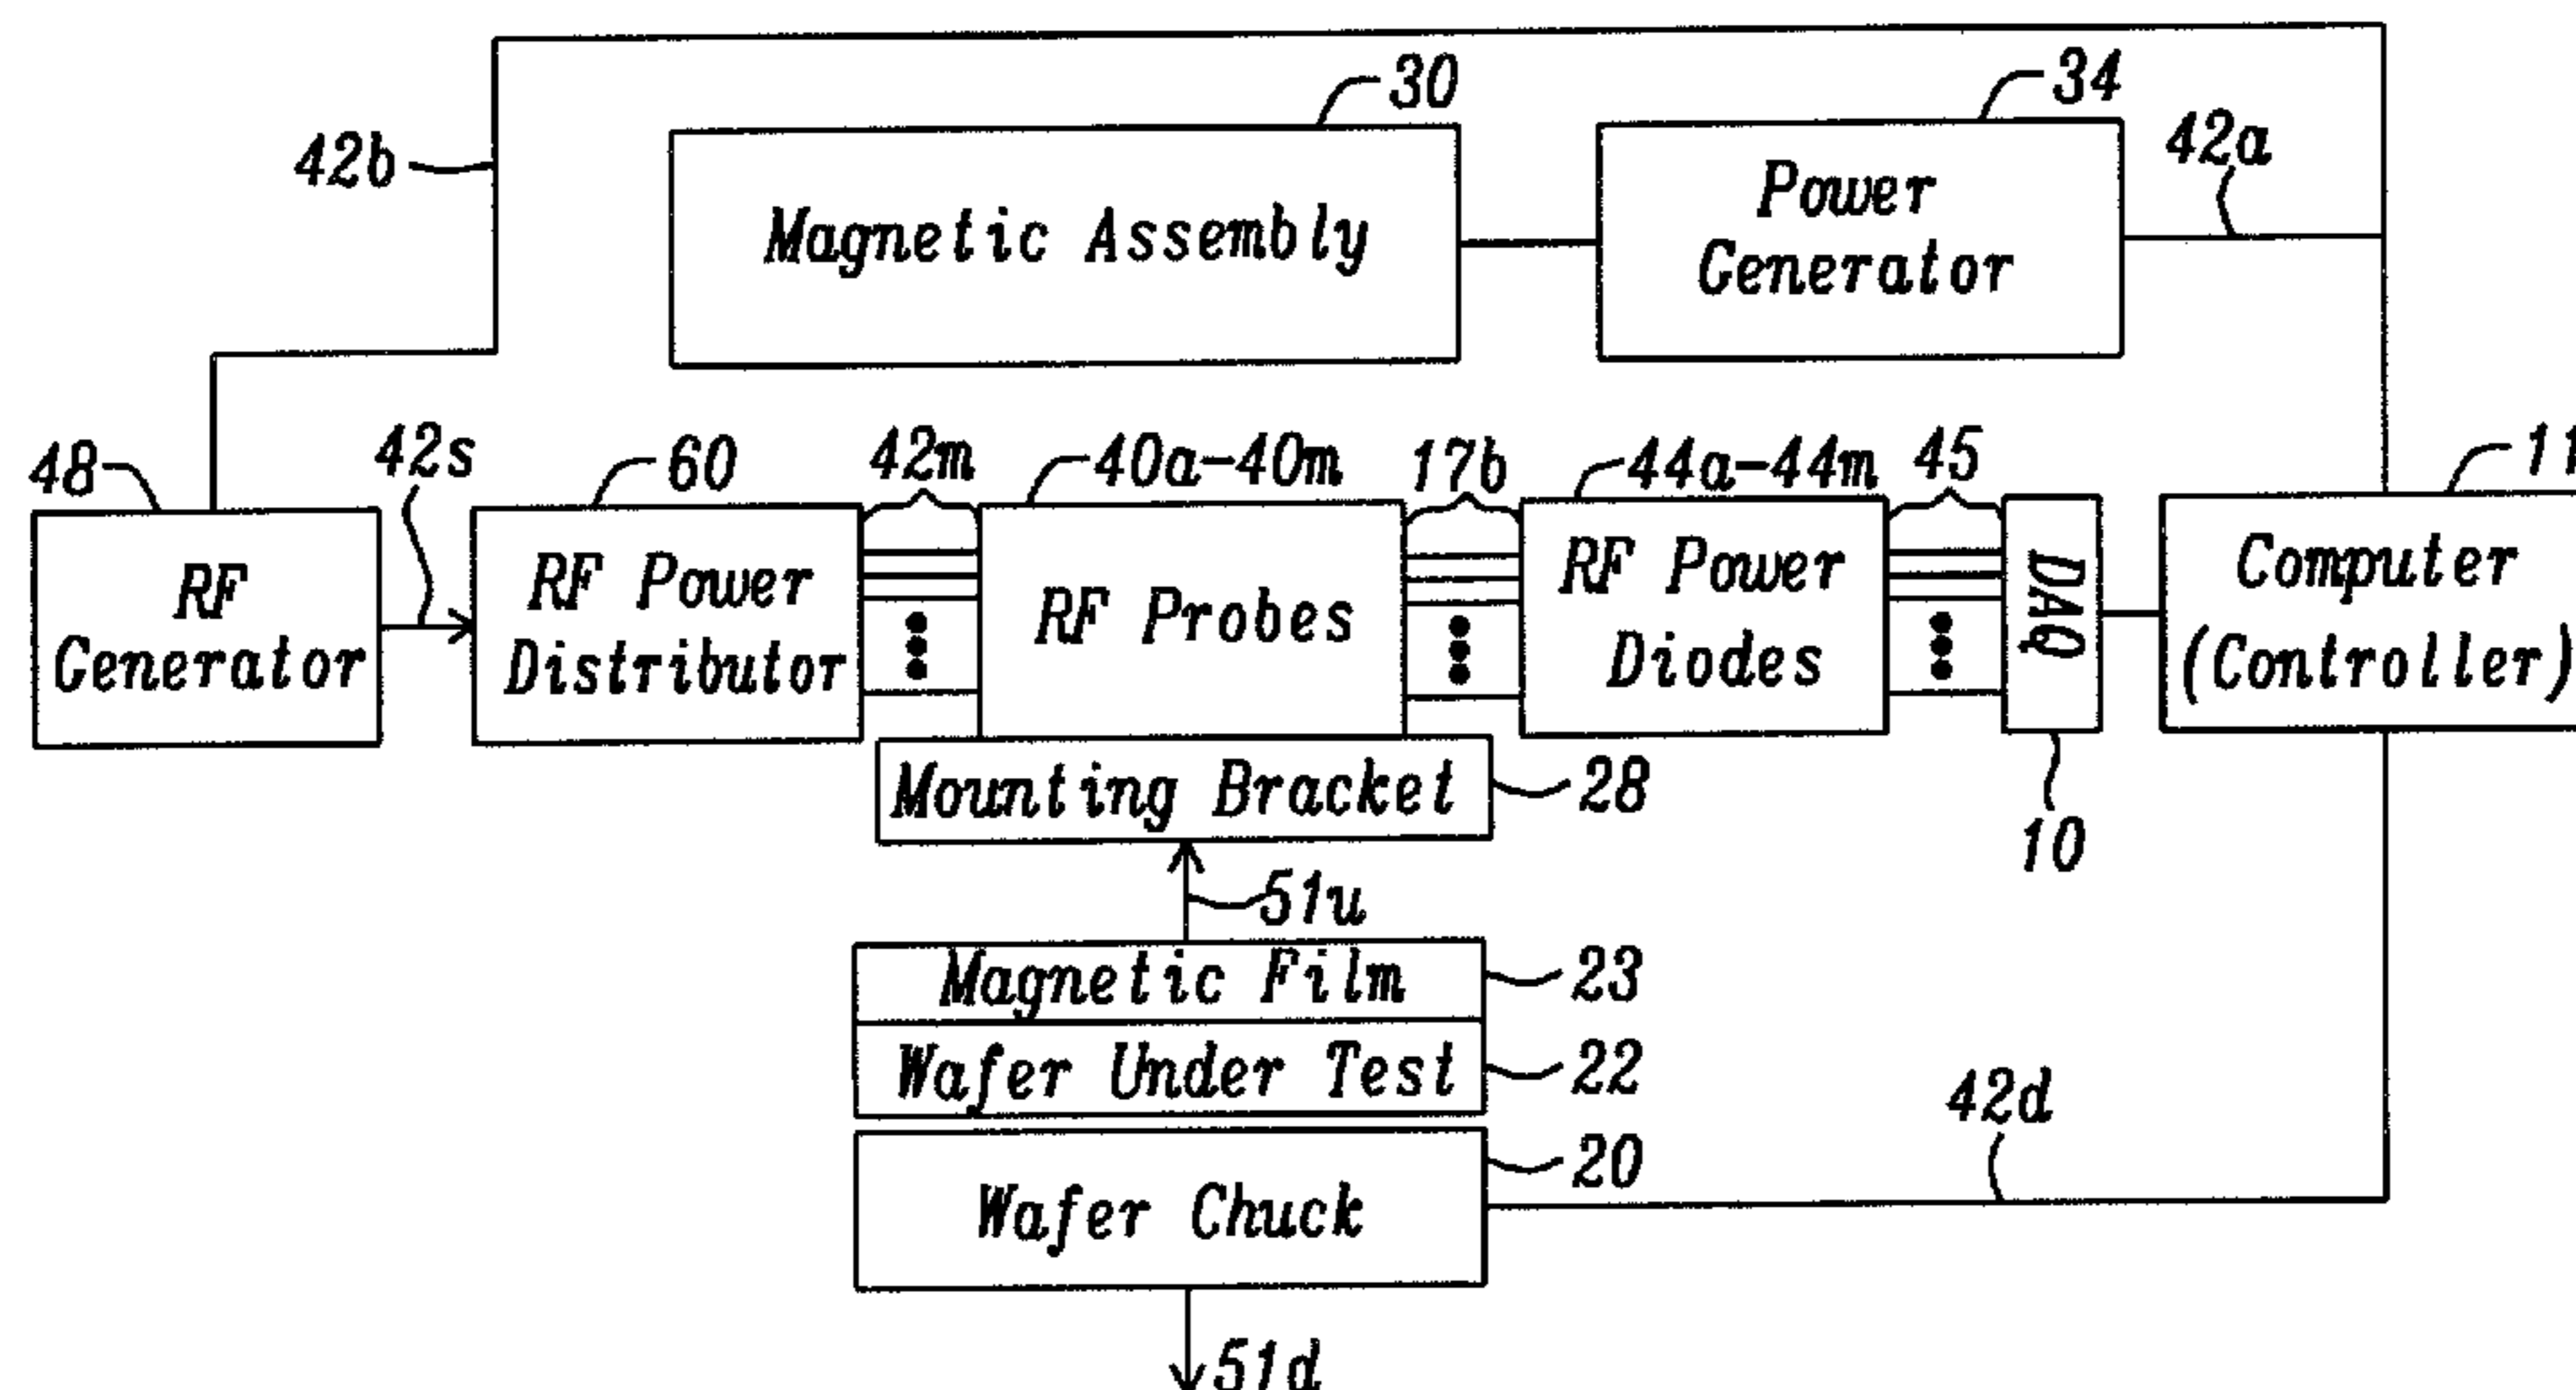 30
34
42b
42a
Magnetic Assembly
Power
Generator
48
42s
60
42m
40a-40m
17b
44a-44m
45
11
RF
Generator
RF Power
Distributor
RF Probes
RF Power
Diodes
DAQ
Computer
(Controller)
Mounting Bracket
28
10
51u
Magnetic Film
23
Wafer Under Test
22
42d
20
Wafer Chuck
51d